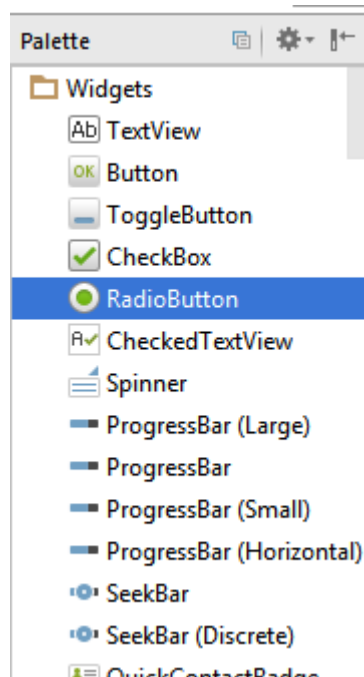 Palette
Widgets
Ab TextView
OK Button
ToggleButton
CheckBox
RadioButton
A CheckedTextView
Spinner
ProgressBar (Large)
ProgressBar
ProgressBar (Small)
ProgressBar (Horizontal)
SeekBar
SeekBar (Discrete)
QuickContactBadge